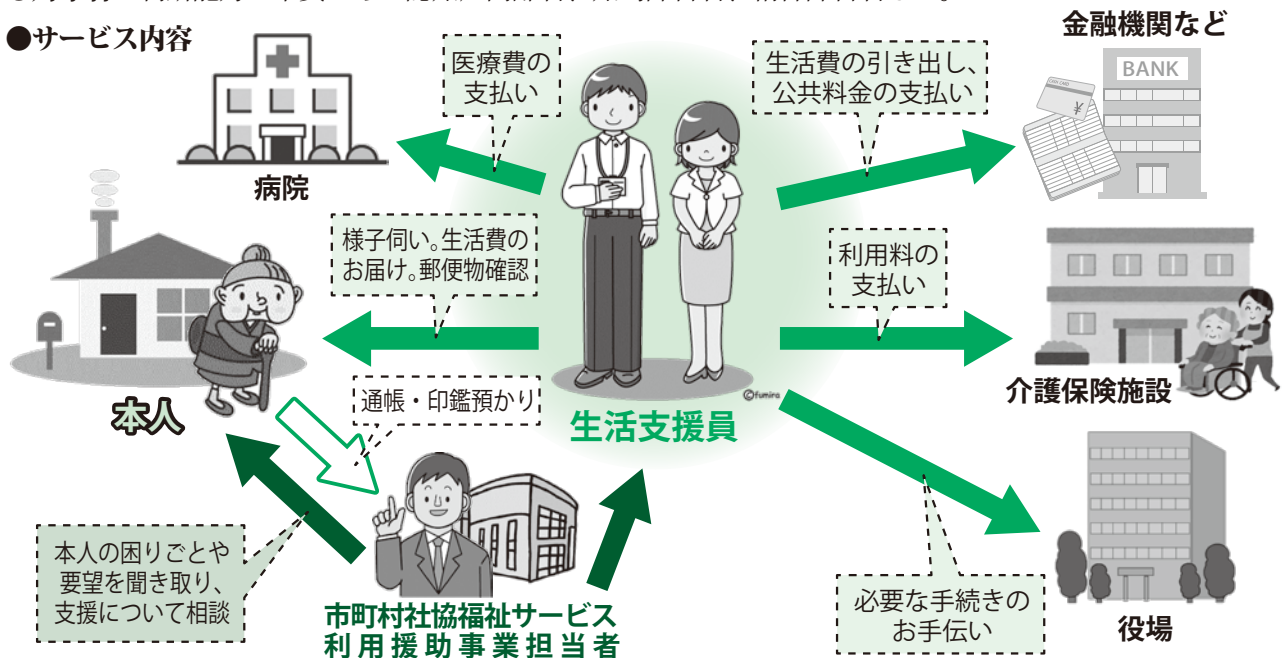 ●サービス内容
金融機関など
医療費の
支払い
生活費の引き出し、
公共料金の支払い
BANK
CASH CARD
¥
病院
様子伺い。生活費の
お届け。郵便物確認
利用料の
支払い
介護保険施設
本人
通帳・印鑑預かり
©fumira
生活支援員
本人の困りごとや
要望を聞き取り、
支援について相談
市町村社協福祉サービス
利用援助事業担当者
必要な手続きの
お手伝い
役場